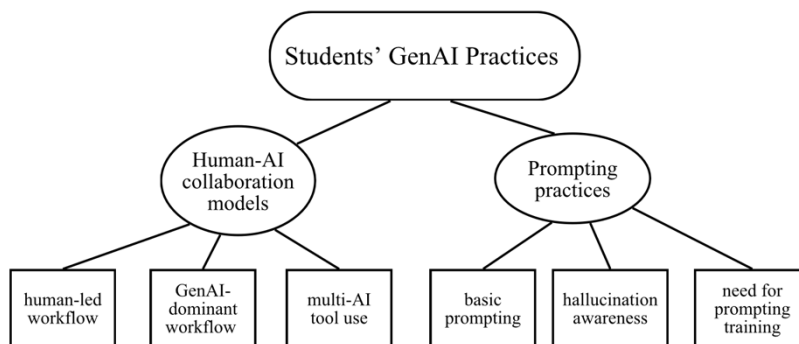 Students’ GenAI Practices
Human-AI
collaboration
models
Prompting
practices
human-led
workflow
GenAI-
dominant
workflow
multi-AI
tool use
basic
prompting
hallucination
awareness
need for
prompting
training